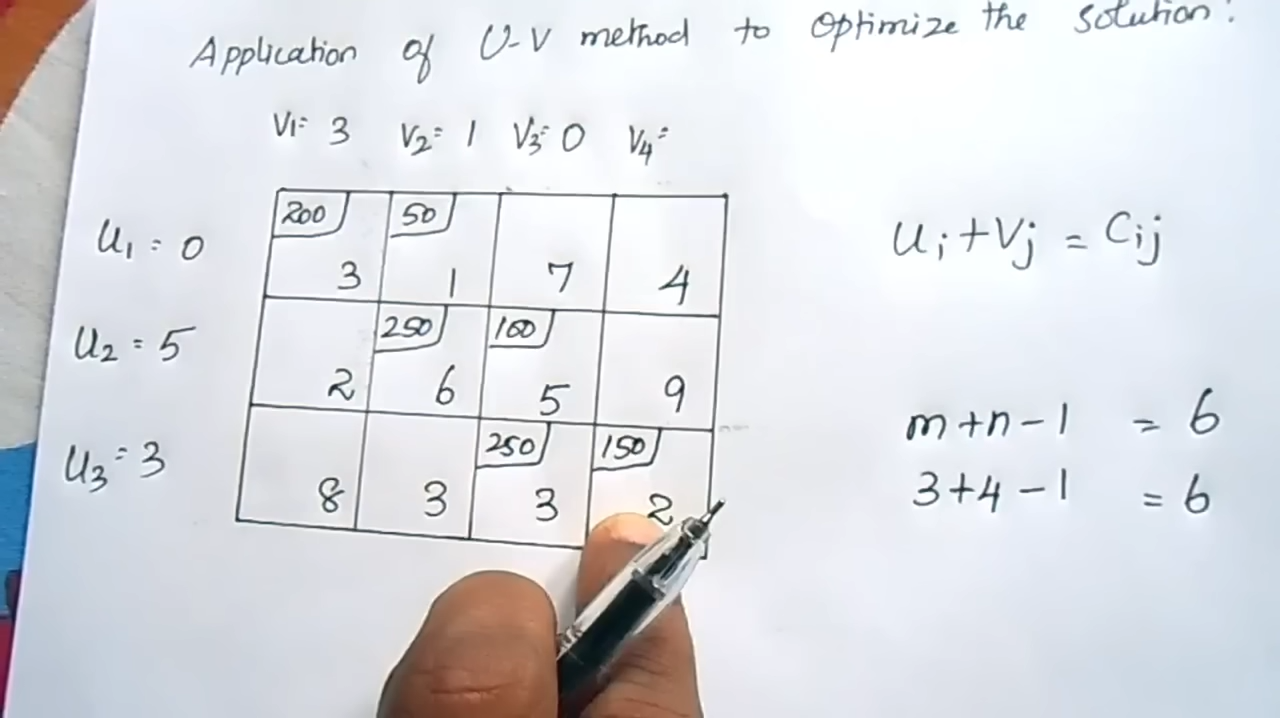 Application of U-V method to optimize the solution:
V1= 3 V2= 1 V3= 0 V4=
U1 = 0 200 3 50 1 7 4
U2 = 5 2 250 6 100 5 9
U3 = 3 8 3 250 3 150 2
Ui+Vj = Cij
m+n-1 = 6
3+4-1 = 6